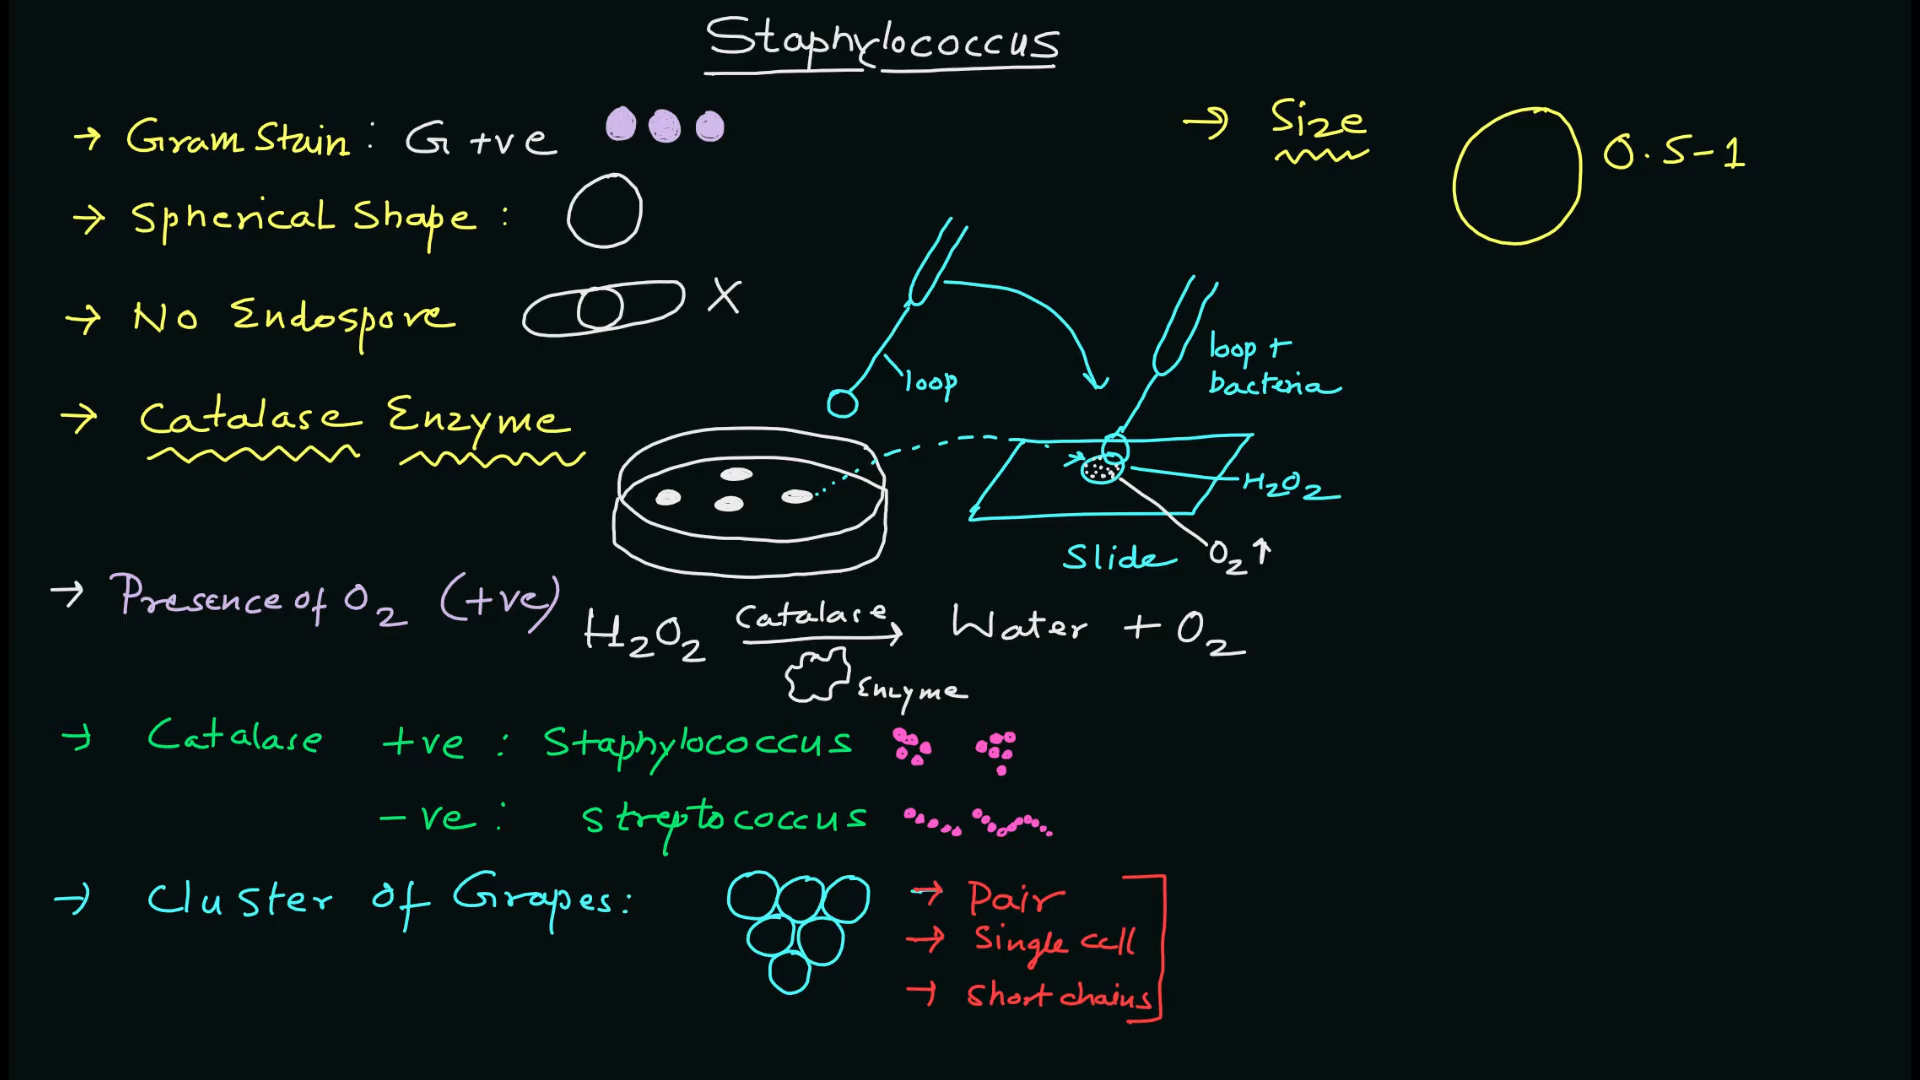 Staphylococcus
→ Gram Stain : G +ve
→ Spherical Shape :
→ No Endospore X
→ Catalase Enzyme
→ Size 0.5-1
loop
loop +
bacteria
H₂O₂
O₂ ↑
Slide
→ Presence of O₂ (+ve)
H₂O₂ Catalase → Water + O₂
Enzyme
→ Catalase +ve : Staphylococcus
-ve : Streptococcus
→ Cluster of Grapes :
→ Pair
→ Single cell
→ Short chains